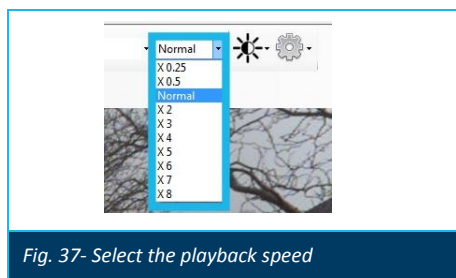 Normal
X 0.25
X 0.5
Normal
X 2
X 3
X 4
X 5
X 6
X 7
X 8
Fig. 37- Select the playback speed